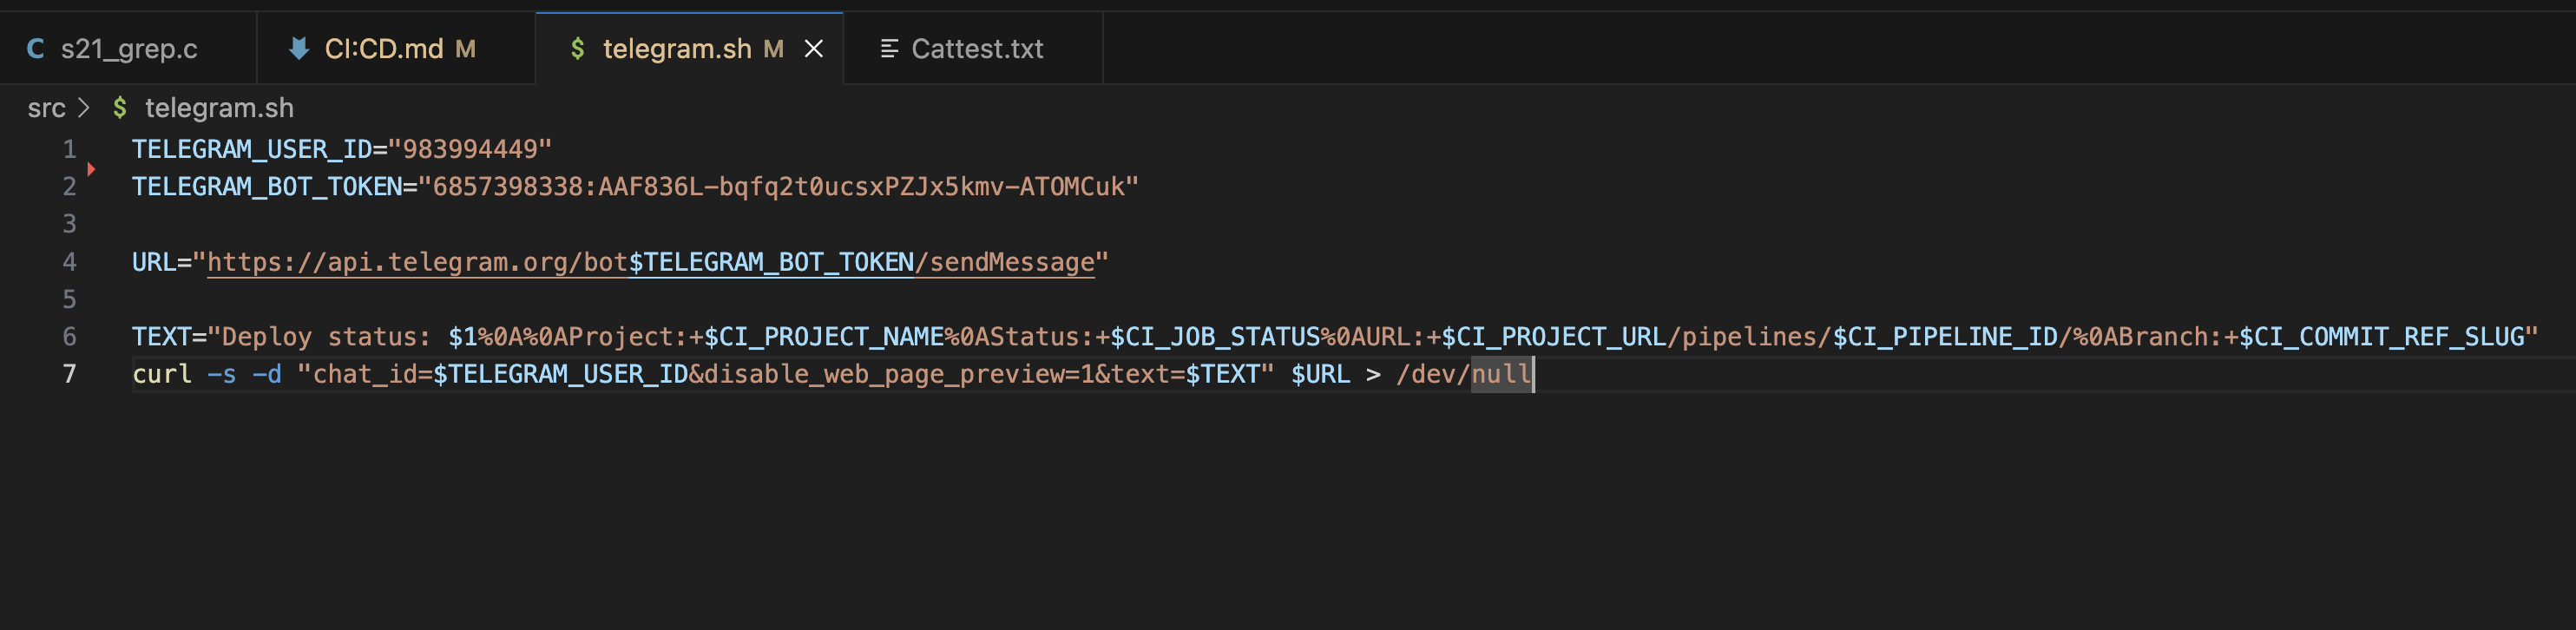 s21_grep.c CI:CD.md M telegram.sh M Cattest.txt
src > $ telegram.sh
1 TELEGRAM_USER_ID="983994449"
2 TELEGRAM_BOT_TOKEN="6857398338:AAF836L-bqfq2t0ucsxPZJx5kmv-ATOMCuk"
3
4 URL="https://api.telegram.org/bot$TELEGRAM_BOT_TOKEN/sendMessage"
5
6 TEXT="Deploy status: $1%0A%0AProject:+$CI_PROJECT_NAME%0AStatus:+$CI_JOB_STATUS%0AURL:+$CI_PROJECT_URL/pipelines/$CI_PIPELINE_ID/%0ABranch:+$CI_COMMIT_REF_SLUG"
7 curl -s -d "chat_id=$TELEGRAM_USER_ID&disable_web_page_preview=1&text=$TEXT" $URL > /dev/null